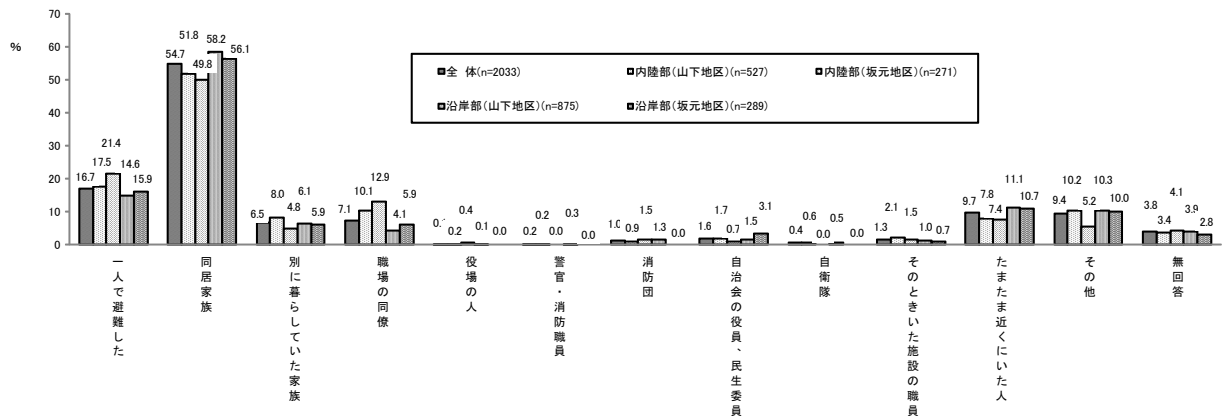 %
70
60
50
40
30
20
10
0
■全 体(n=2033) □内陸部(山下地区)(n=527) □内陸部(坂元地区)(n=271)
■沿岸部(山下地区)(n=875) ■沿岸部(坂元地区)(n=289)
16.7 17.5 21.4 14.6 15.9
54.7 51.8 49.8 58.2 56.1
6.5 8.0 4.8 6.1 5.9
7.1 10.1 12.9 4.1 5.9
0.2 0.4 0.1 0.0
0.2 0.2 0.0 0.3 0.0
1.0 0.9 1.5 1.3 0.0
1.6 1.7 0.7 1.5 3.1
0.4 0.6 0.0 0.5 0.0
1.3 2.1 1.5 1.0 0.7
9.7 7.8 7.4 11.1 10.7
9.4 10.2 5.2 10.3 10.0
3.8 3.4 4.1 3.9 2.8
一人で避難した
同居家族
別に暮らしていた家族
職場の同僚
役場の人
警官・消防職員
消防団
自治会の役員、民生委員
自衛隊
そのときいた施設の職員
たまたま近くにいた人
その他
無回答